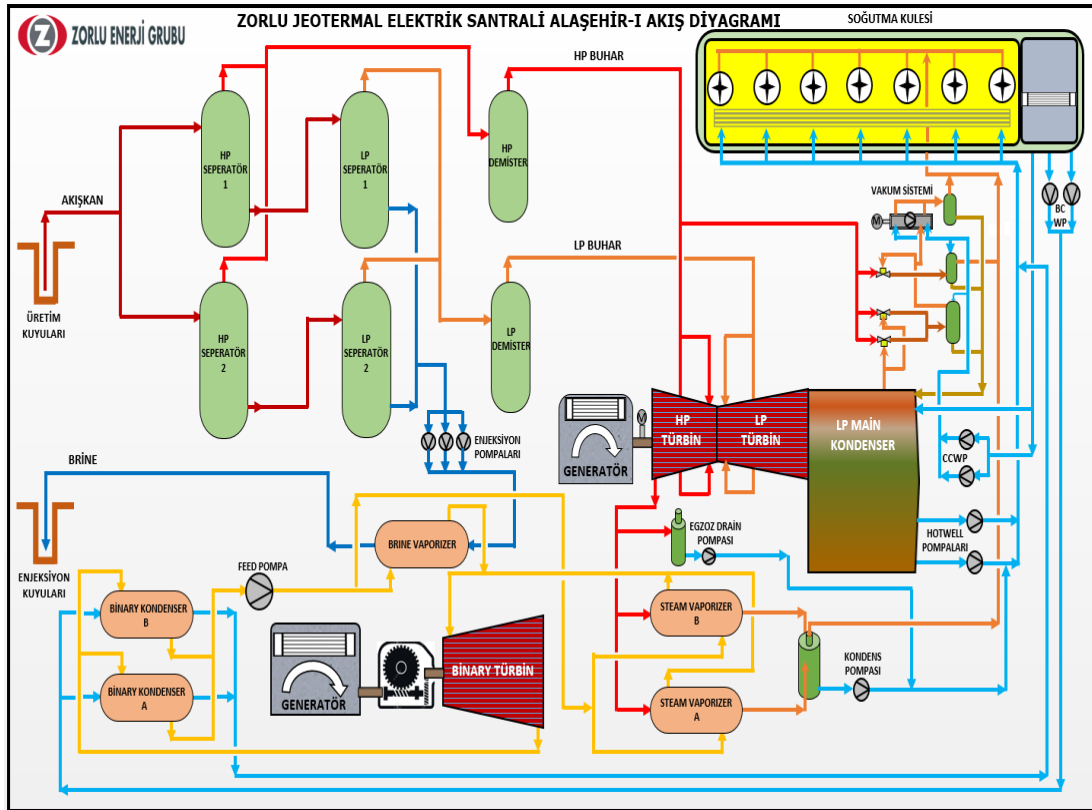 ZORLU ENERJİ GRUBU
ZORLU JEOTERMAL ELEKTRİK SANTRALİ ALAŞEHİR-I AKIŞ DİYAGRAMI
SOĞUTMA KULESİ
HP BUHAR
HP
SEPERATÖR
1
LP
SEPERATÖR
1
HP
DEMİSTER
VAKUM SİSTEMİ
M
BC
WP
AKIŞKAN
LP BUHAR
ÜRETİM
KUYULARI
HP
SEPERATÖR
2
LP
SEPERATÖR
2
LP
DEMİSTER
M
HP
TÜRBİN
LP
TÜRBİN
LP MAIN
KONDENSER
GENERATÖR
ENJEKSİYON
POMPALARI
CCWP
BRİNE
EGZOZ DRAIN
POMPASI
HOTWELL
POMPALARI
BRINE VAPORIZER
ENJEKSİYON
KUYULARI
FEED POMPA
BİNARY KONDENSER
B
STEAM VAPORIZER
B
BİNARY TÜRBİN
KONDENS
POMPASI
BİNARY KONDENSER
A
STEAM VAPORIZER
A
GENERATÖR